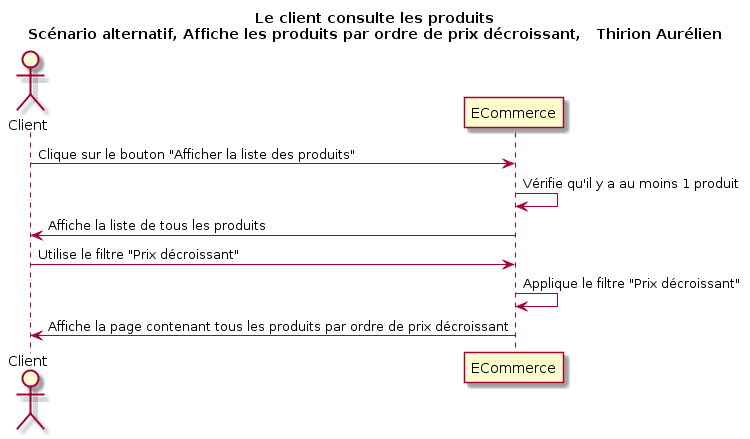 Le client consulte les produits
Scénario alternatif, Affiche les produits par ordre de prix décroissant, Thirion Aurélien
Client
ECommerce
Clique sur le bouton "Afficher la liste des produits"
Vérifie qu'il y a au moins 1 produit
Affiche la liste de tous les produits
Utilise le filtre "Prix décroissant"
Applique le filtre "Prix décroissant"
Affiche la page contenant tous les produits par ordre de prix décroissant
Client
ECommerce